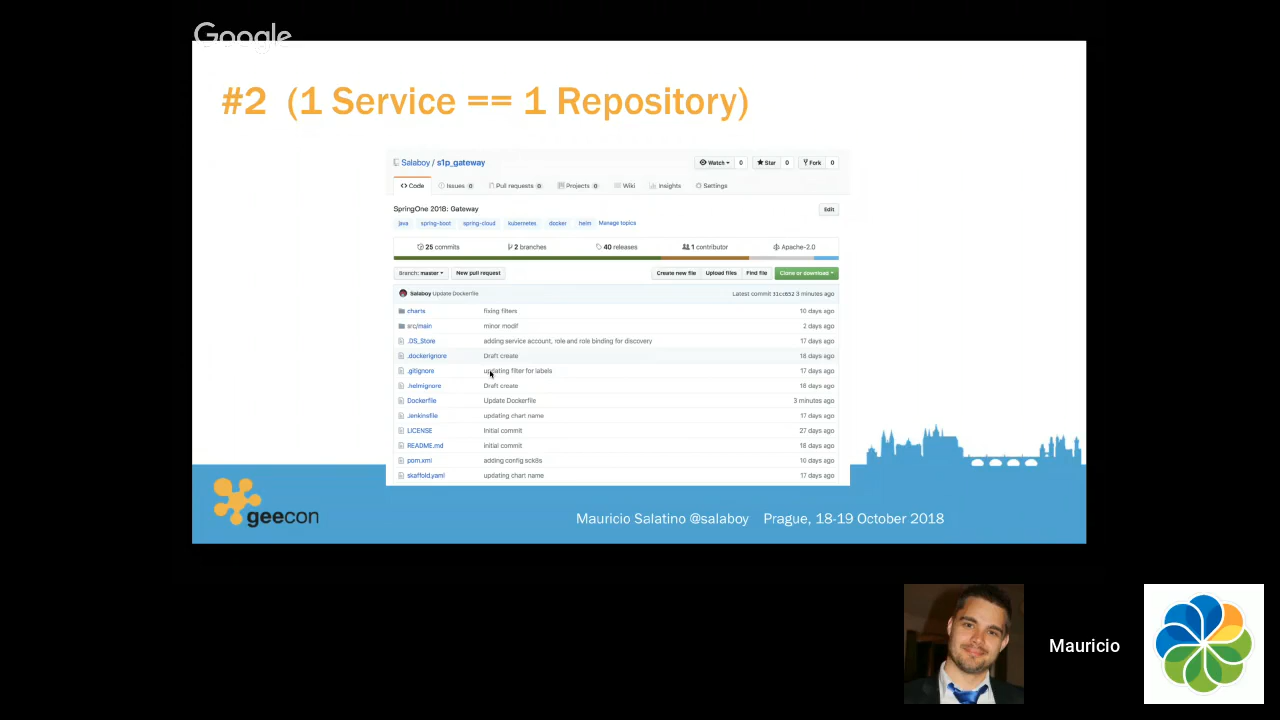 Google
#2 (1 Service == 1 Repository)
Salaboy / s1p_gateway
Watch 0 Star 0 Fork 0
Code Issues 0 Pull requests 0 Projects 0 Wiki Insights Settings
SpringOne 2018: Gateway
Edit
java spring-boot spring-cloud kubernetes docker helm Manage topics
25 commits 2 branches 40 releases 1 contributor Apache-2.0
Branch: master New pull request Create new file Upload files Find file Clone or download
Salaboy Update Dockerfile Latest commit 31cc652 3 minutes ago
charts fixing filters 10 days ago
src/main minor modif 2 days ago
.DS_Store adding service account, role and role binding for discovery 17 days ago
.dockerignore Draft create 18 days ago
.gitignore updating filter for labels 17 days ago
.helmignore Draft create 18 days ago
Dockerfile Update Dockerfile 3 minutes ago
Jenkinsfile updating chart name 17 days ago
LICENSE Initial commit 27 days ago
README.md initial commit 18 days ago
pom.xml adding config sck8s 10 days ago
skaffold.yaml updating chart name 17 days ago
geecon
Mauricio Salatino @salaboy Prague, 18-19 October 2018
Mauricio